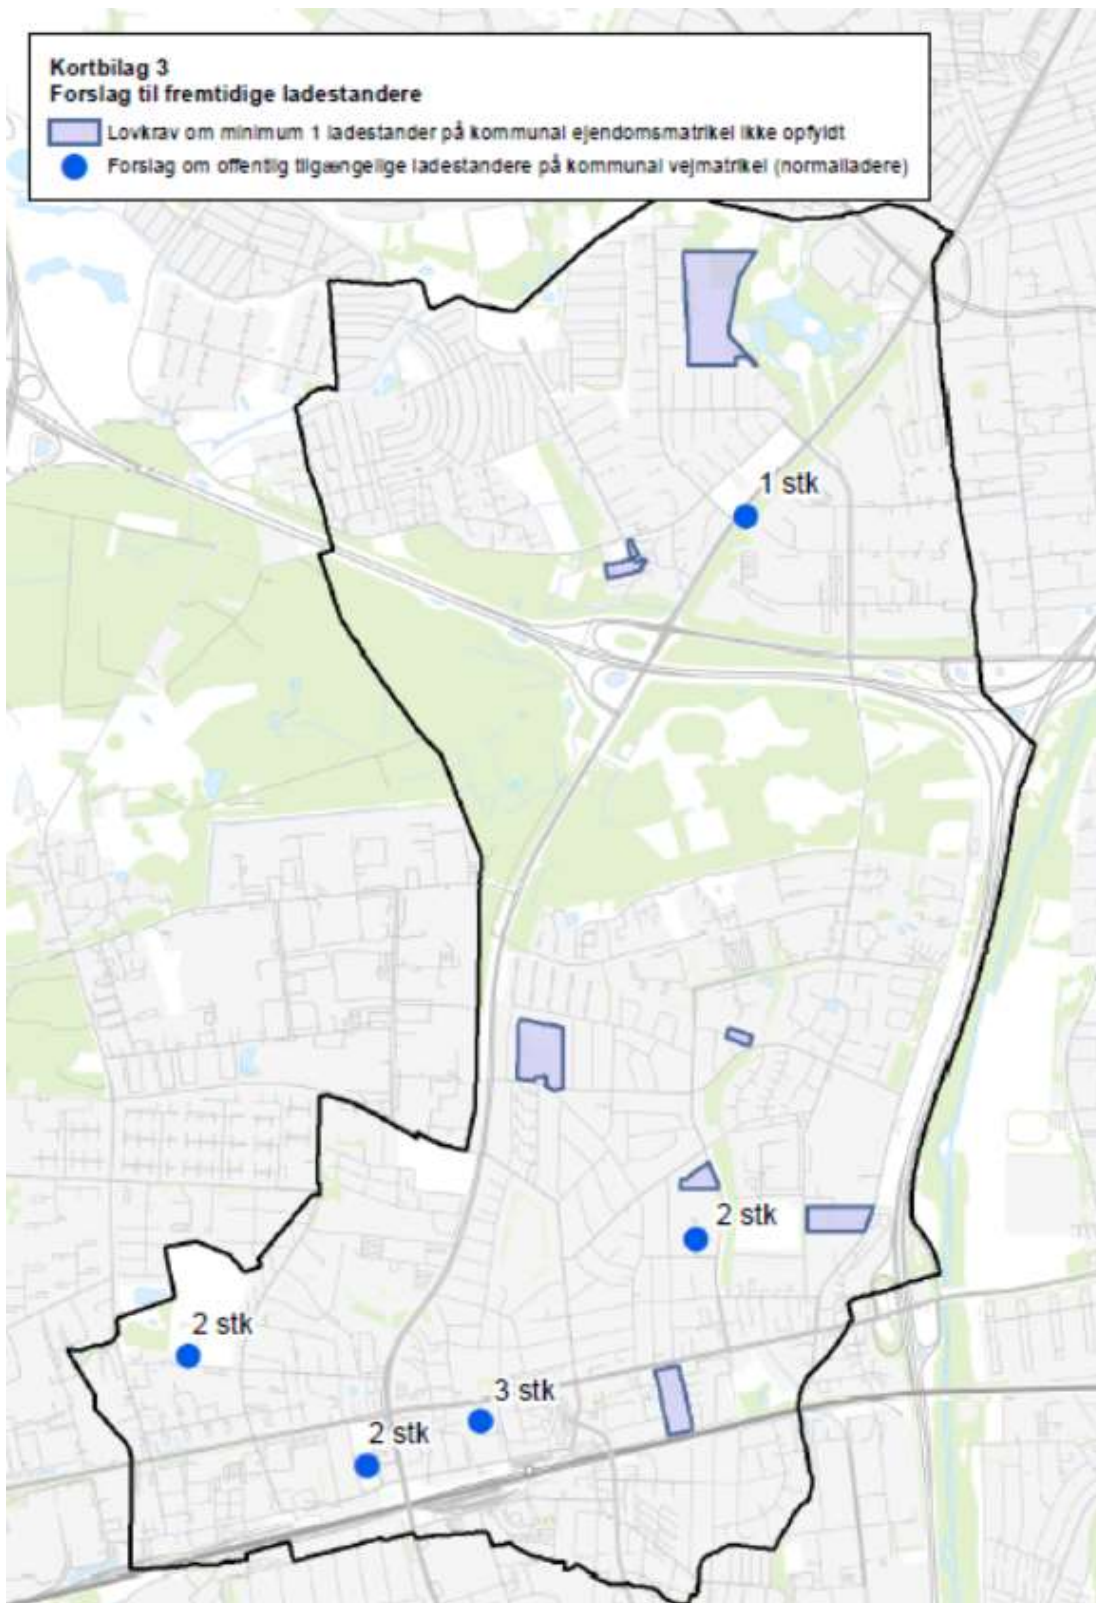 Kortbilag 3
Forslag til fremtidige ladestandere
Lovkrav om minimum 1 ladestander på kommunal ejendomsmatrikel ikke opfyldt
Forslag om offentlig tilgængelige ladestandere på kommunal vejmatrikel (normalladere)
1 stk
2 stk
2 stk
3 stk
2 stk